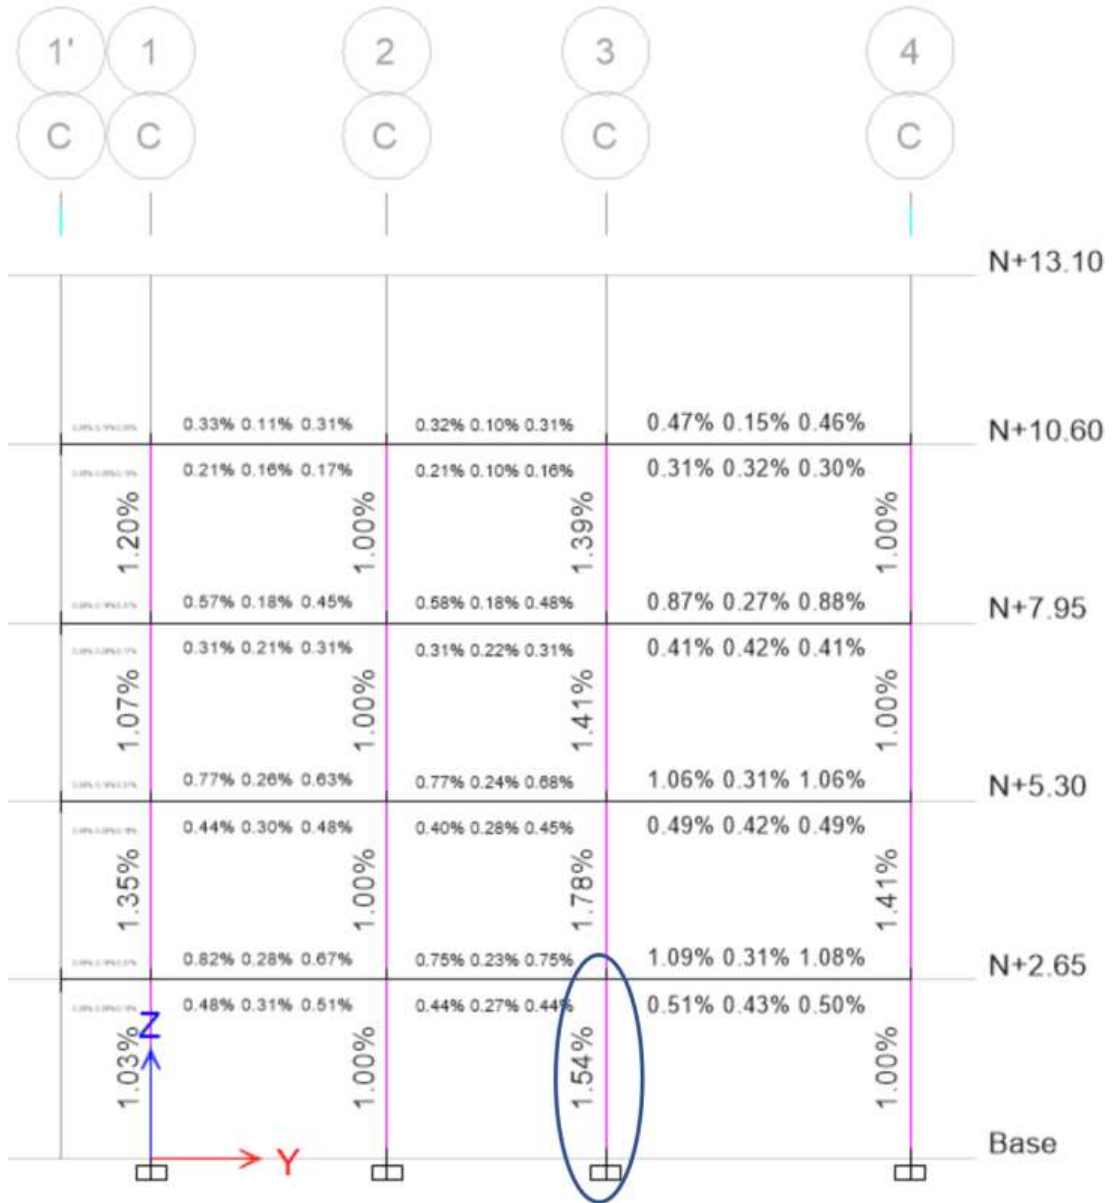 1' 1 2 3 4
C C C C C
N+13.10
0.33% 0.11% 0.31% 0.32% 0.10% 0.31% 0.47% 0.15% 0.46%
N+10.60
0.21% 0.16% 0.17% 0.21% 0.10% 0.16% 0.31% 0.32% 0.30%
1.20% 1.00% 1.39% 1.00%
0.57% 0.18% 0.45% 0.58% 0.18% 0.48% 0.87% 0.27% 0.88%
N+7.95
0.31% 0.21% 0.31% 0.31% 0.22% 0.31% 0.41% 0.42% 0.41%
1.07% 1.00% 1.41% 1.00%
0.77% 0.26% 0.63% 0.77% 0.24% 0.68% 1.06% 0.31% 1.06%
N+5.30
0.44% 0.30% 0.48% 0.40% 0.28% 0.45% 0.49% 0.42% 0.49%
1.35% 1.00% 1.78% 1.41%
0.82% 0.28% 0.67% 0.75% 0.23% 0.75% 1.09% 0.31% 1.08%
N+2.65
0.48% 0.31% 0.51% 0.44% 0.27% 0.44% 0.51% 0.43% 0.50%
Z
1.03% 1.00% 1.54% 1.00%
Base
Y